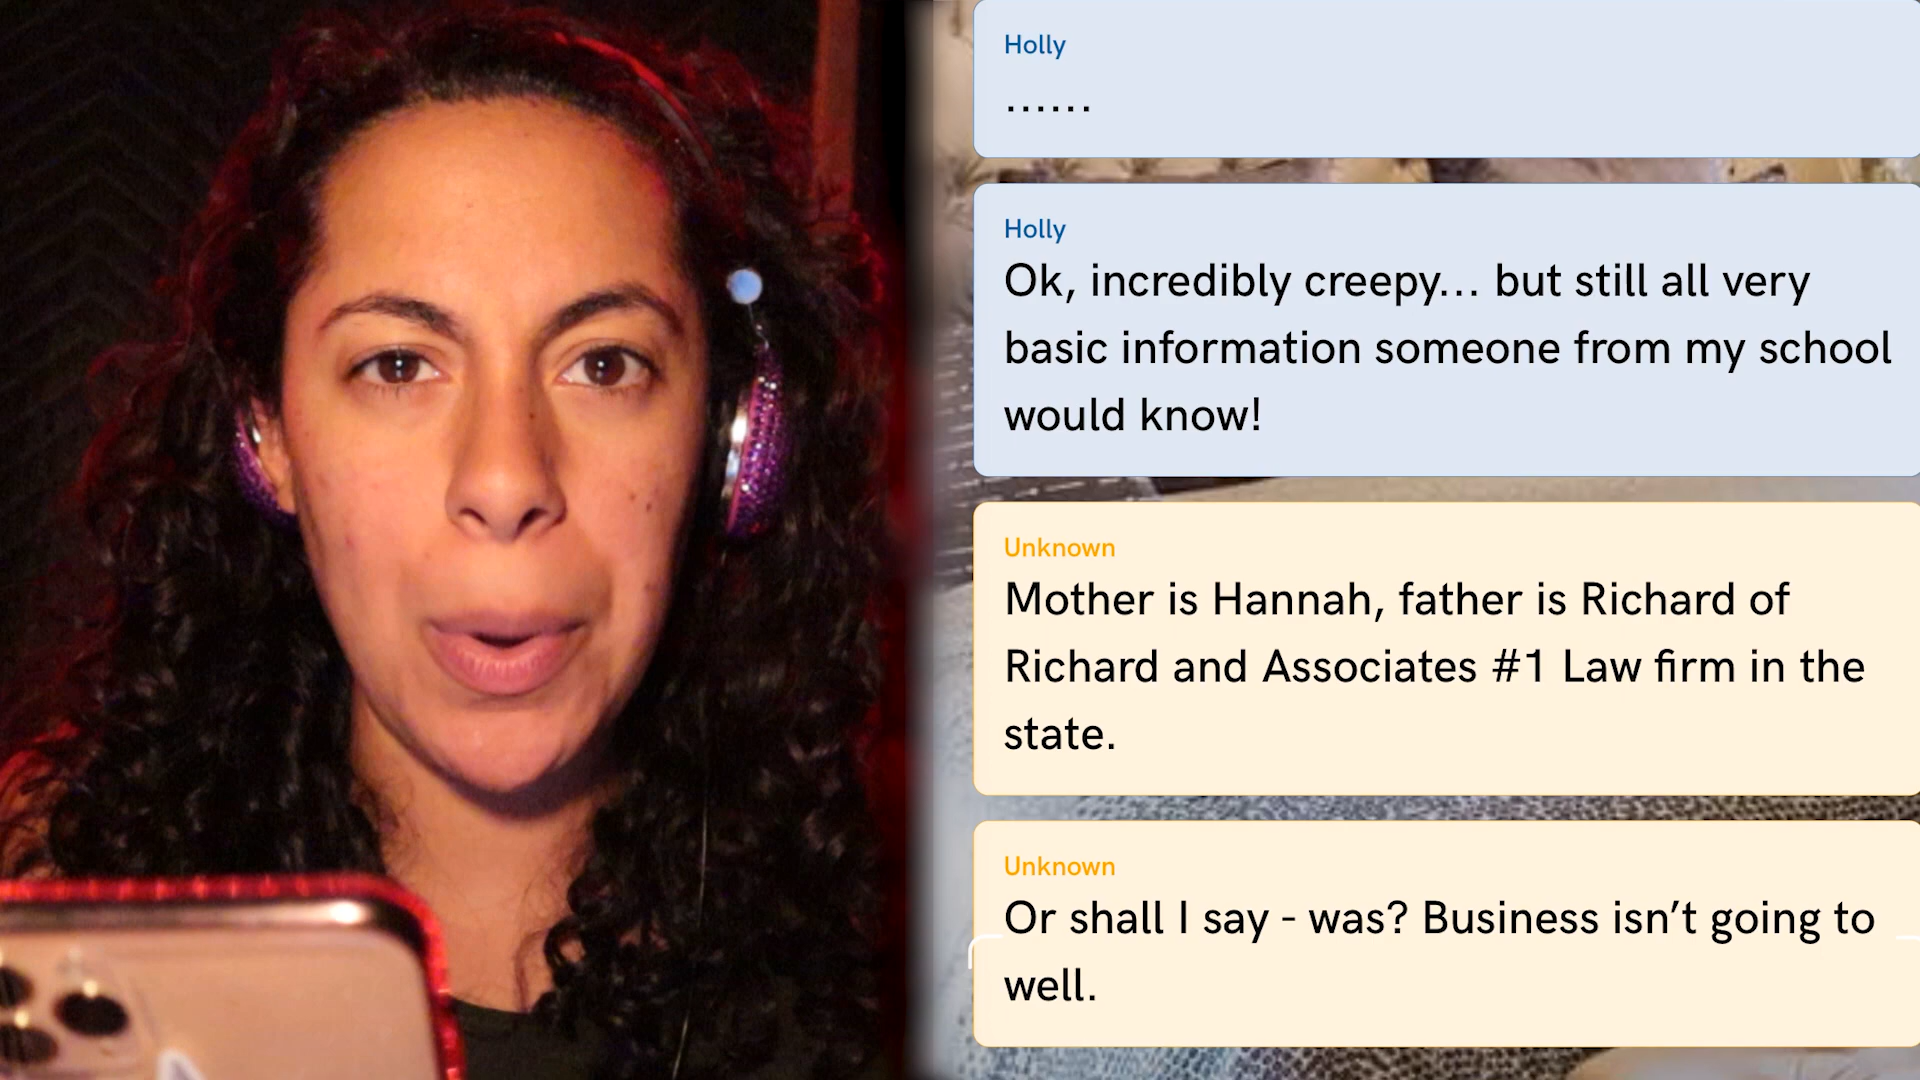 Holly
......
Holly
Ok, incredibly creepy... but still all very
basic information someone from my school
would know!
Unknown
Mother is Hannah, father is Richard of
Richard and Associates #1 Law firm in the
state.
Unknown
Or shall I say - was? Business isn’t going to
well.